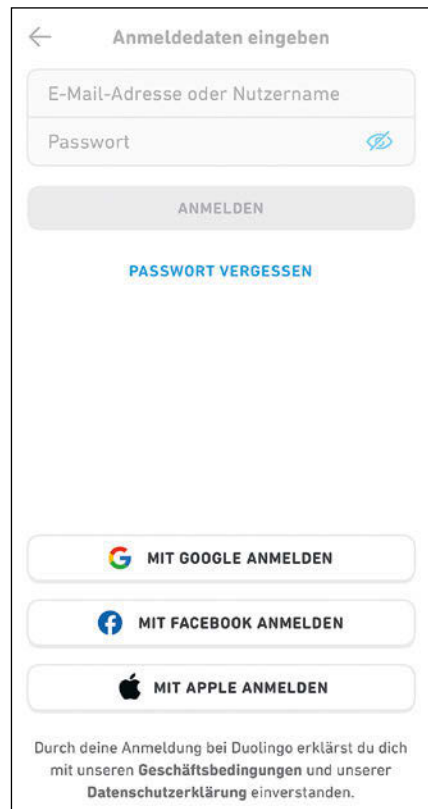 Anmeldedaten eingeben
E-Mail-Adresse oder Nutzername
Passwort
ANMELDEN
PASSWORT VERGESSEN
MIT GOOGLE ANMELDEN
MIT FACEBOOK ANMELDEN
MIT APPLE ANMELDEN
Durch deine Anmeldung bei Duolingo erklärst du dich
mit unseren Geschäftsbedingungen und unserer
Datenschutzerklärung einverstanden.